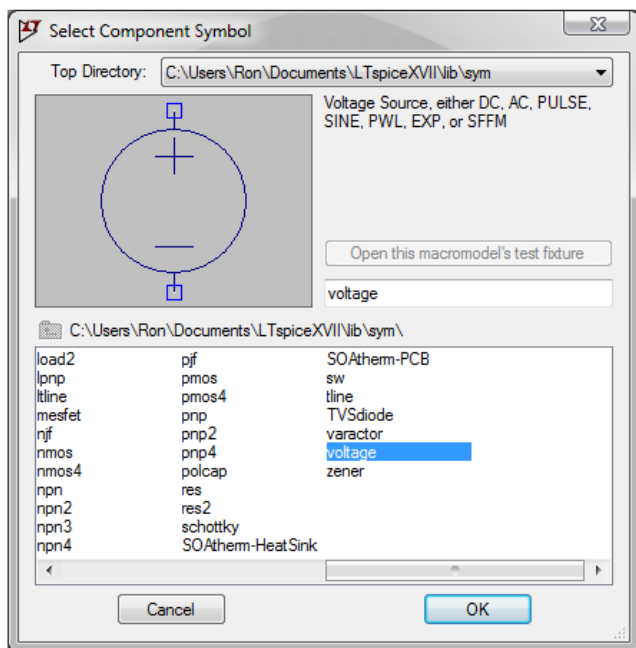 Select Component Symbol
Top Directory: C:\Users\Ron\Documents\LTspiceXVII\lib\sym
Voltage Source, either DC, AC, PULSE,
SINE, PWL, EXP, or SFFM
Open this macromodel's test fixture
voltage
C:\Users\Ron\Documents\LTspiceXVII\lib\sym\
load2 pjf SOAtherm-PCB
lpnp pmos sw
ltline pmos4 tline
mesfet pnp TVSdiode
njf pnp2 varactor
nmos pnp4 voltage
nmos4 polcap zener
npn res
npn2 res2
npn3 schottky
npn4 SOAtherm-HeatSink
Cancel OK